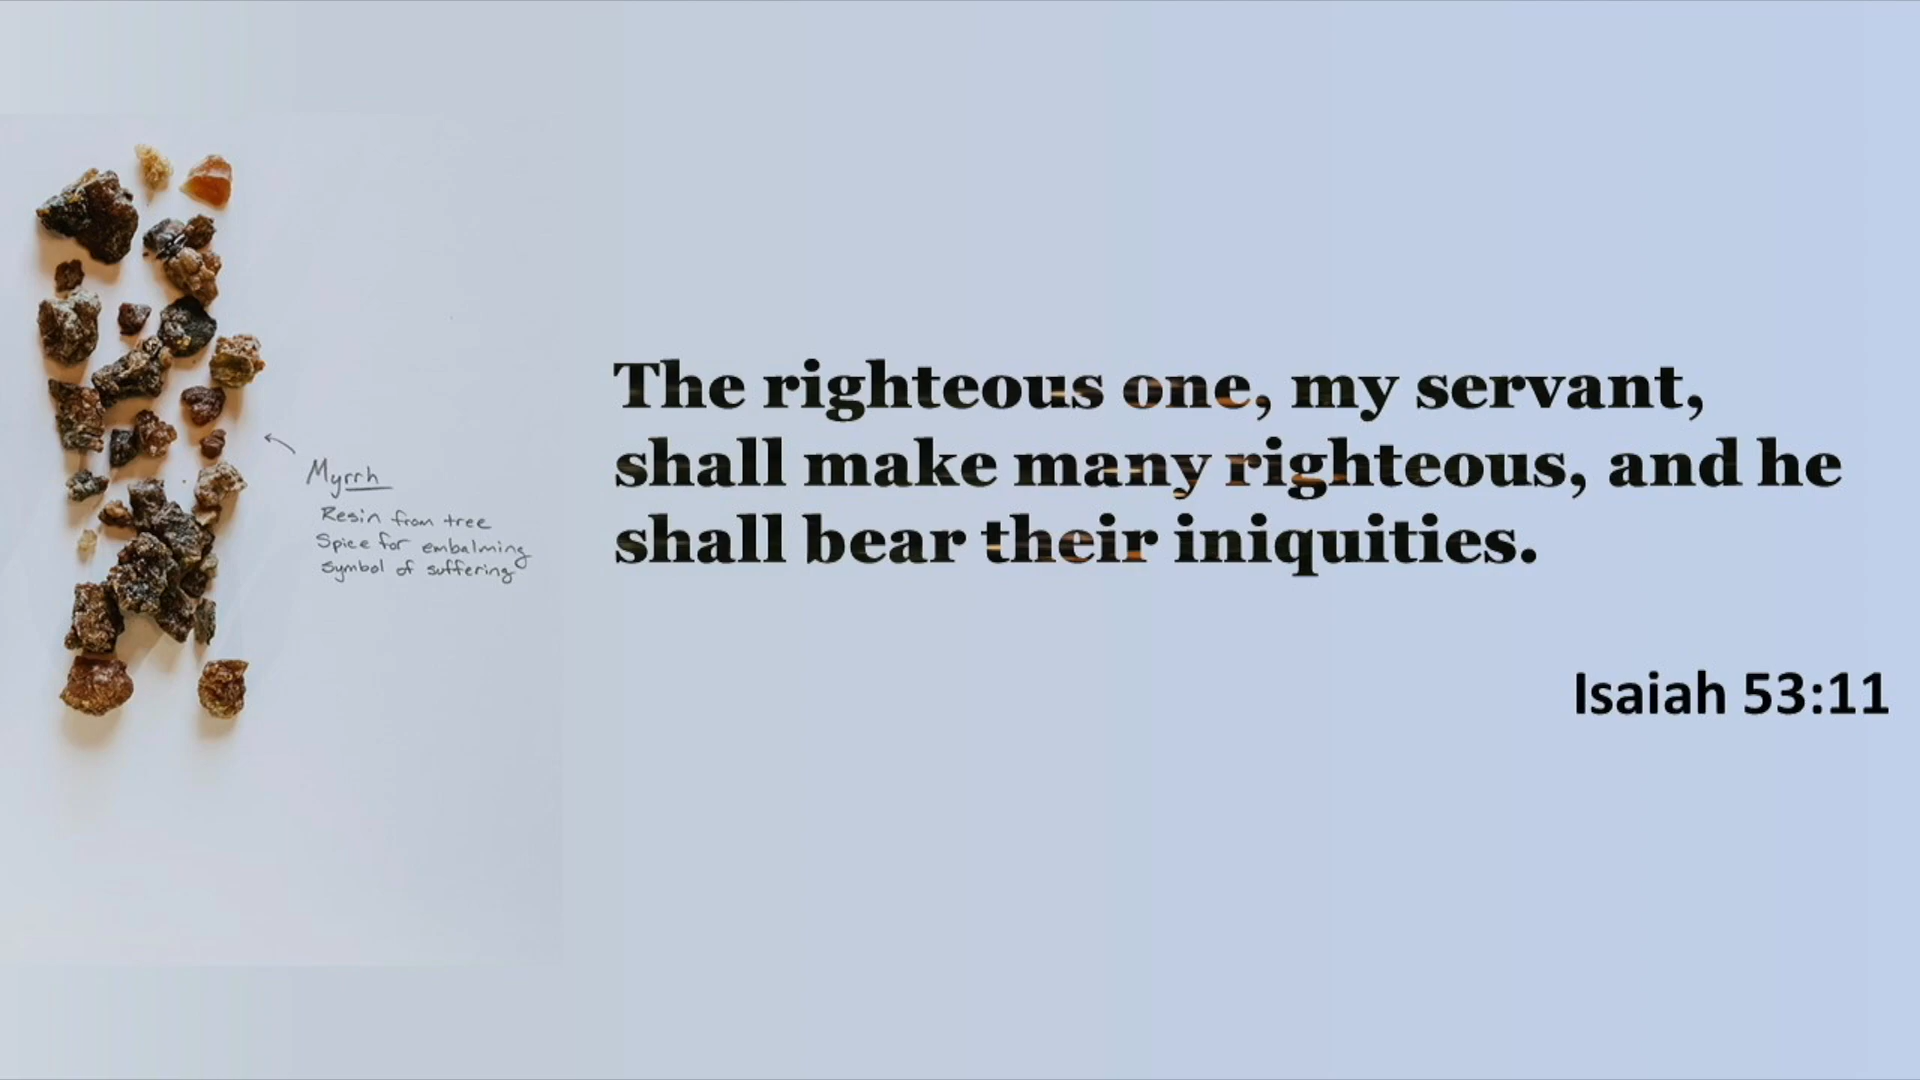 Myrrh
Resin from tree
Spice for embalming
symbol of suffering
The righteous one, my servant,
shall make many righteous, and he
shall bear their iniquities.
Isaiah 53:11